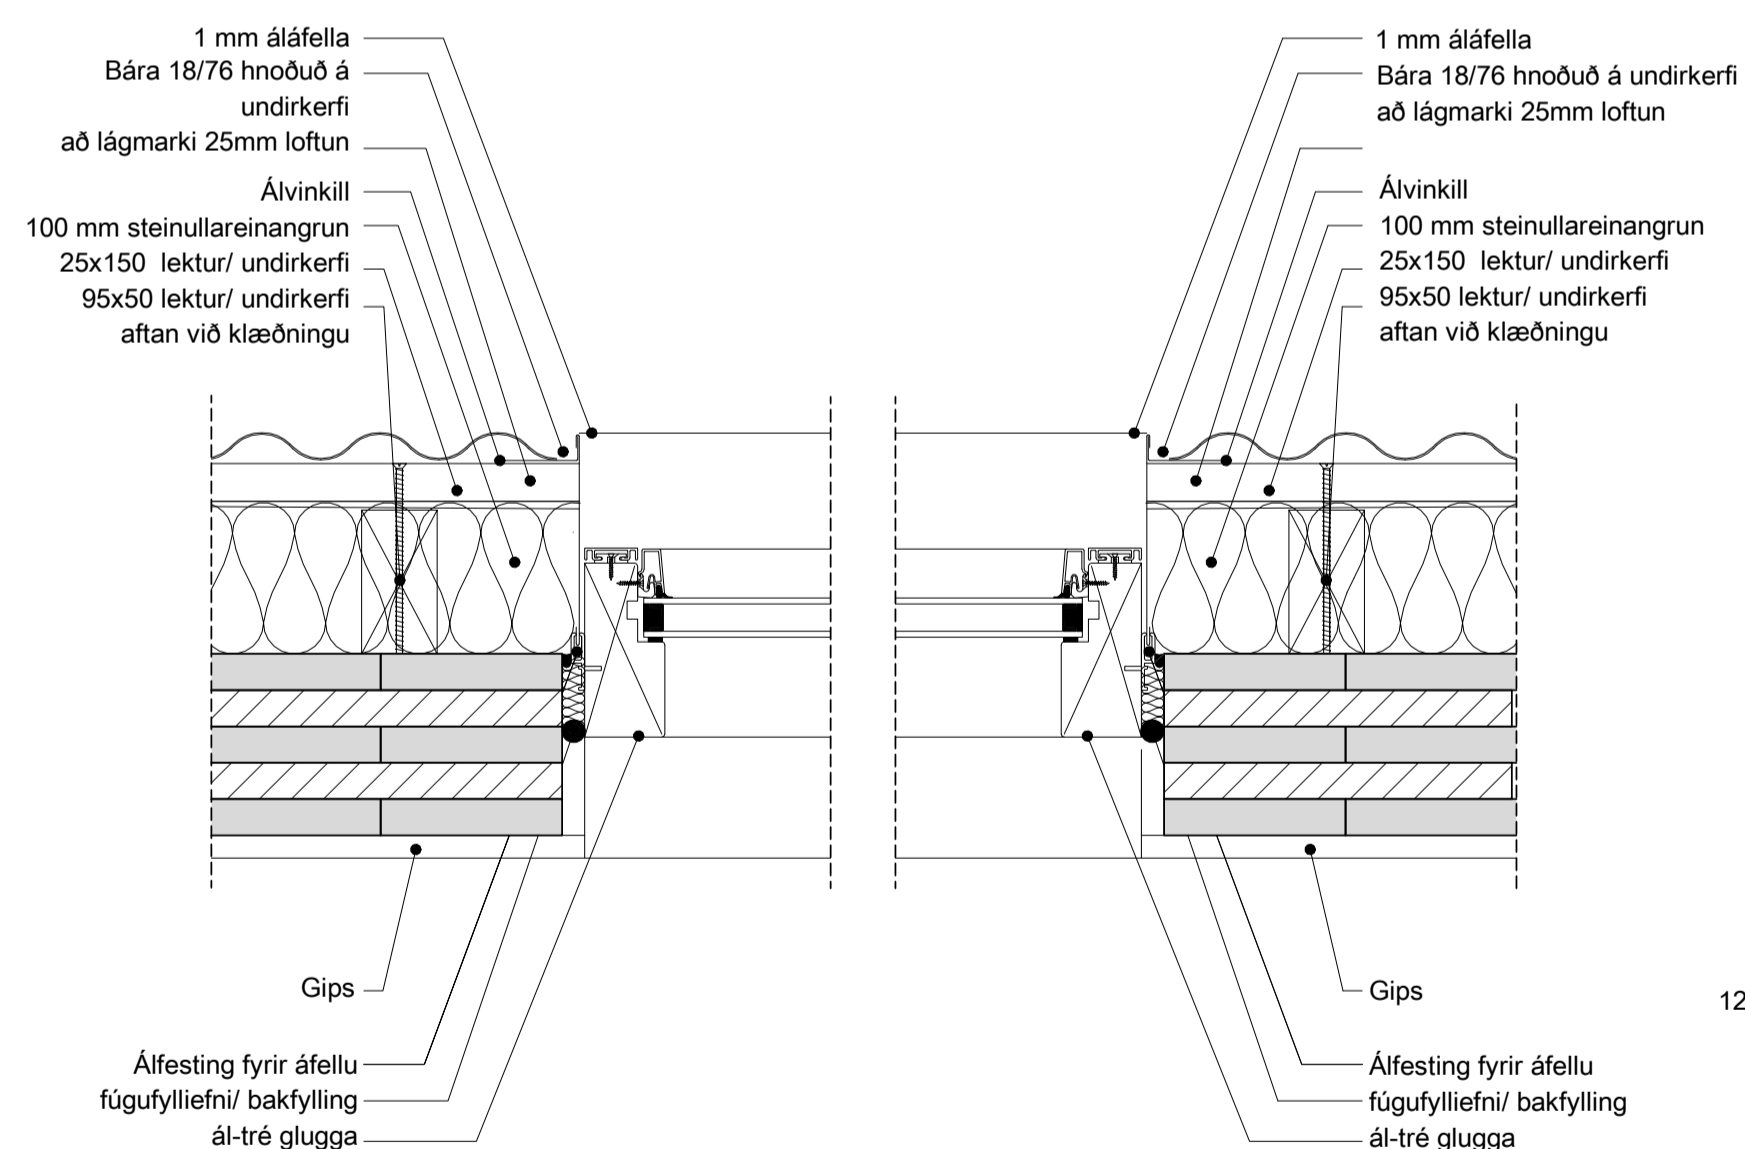 1 mm áláfella
Bára 18/76 hnoðuð á
undirkerfi
að lágmarki 25mm loftun
Álvinkill
100 mm steinullareinangrun
25x150 lektur/ undirkerfi
95x50 lektur/ undirkerfi
aftan við klæðningu
Gips
Álfesting fyrir áfellu
fúgufylliefni/ bakfylling
ál-tré glugga
1 mm áláfella
Bára 18/76 hnoðuð á undirkerfi
að lágmarki 25mm loftun
Álvinkill
100 mm steinullareinangrun
25x150 lektur/ undirkerfi
95x50 lektur/ undirkerfi
aftan við klæðningu
Gips
Álfesting fyrir áfellu
fúgufylliefni/ bakfylling
ál-tré glugga
12